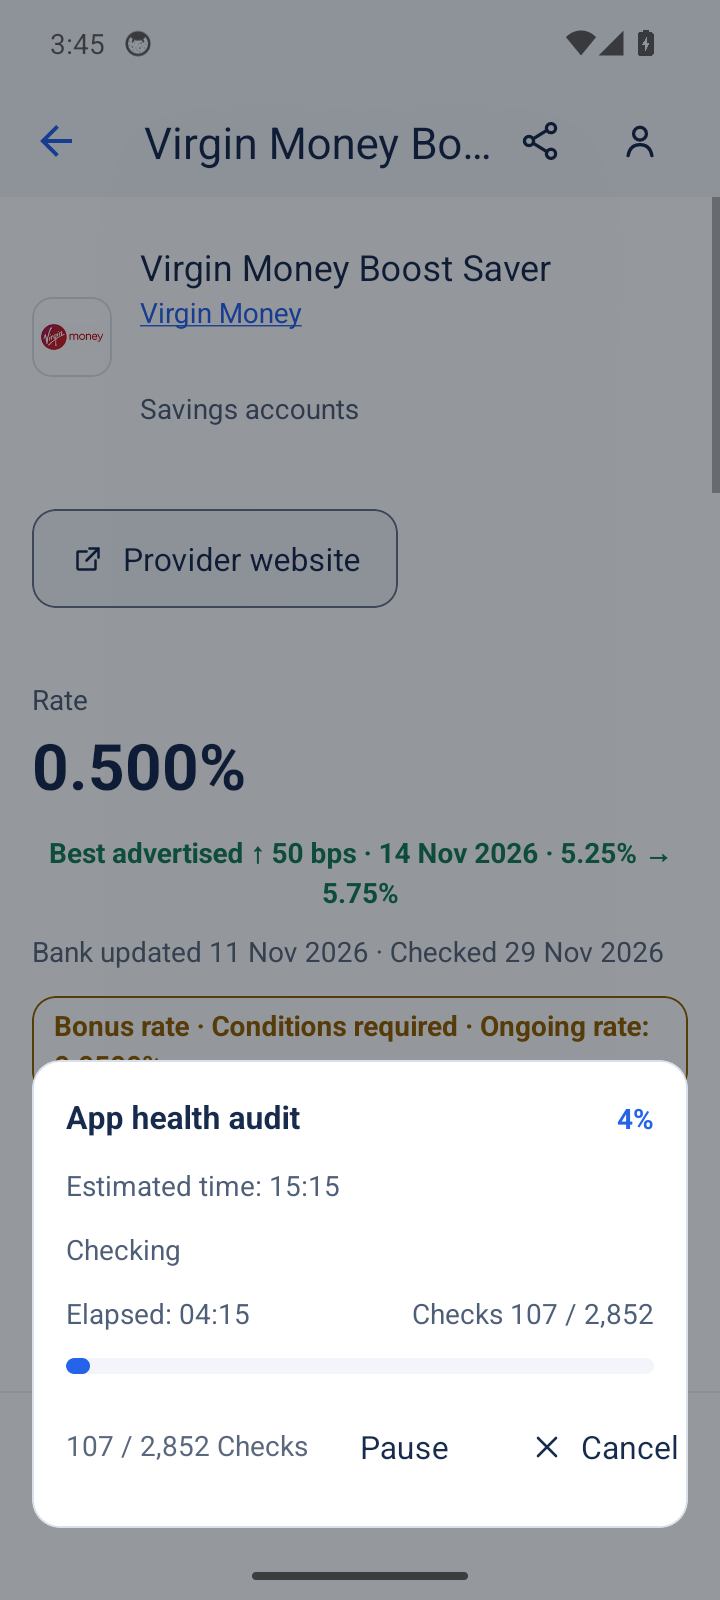 3:45
Virgin Money Bo...
Virgin Money Boost Saver
Virgin Money
Virgin money
Savings accounts
Provider website
Rate
0.500%
Best advertised ↑ 50 bps · 14 Nov 2026 · 5.25% →
5.75%
Bank updated 11 Nov 2026 · Checked 29 Nov 2026
Bonus rate · Conditions required · Ongoing rate:
App health audit
4%
Estimated time: 15:15
Checking
Elapsed: 04:15
Checks 107 / 2,852
107 / 2,852 Checks
Pause
Cancel